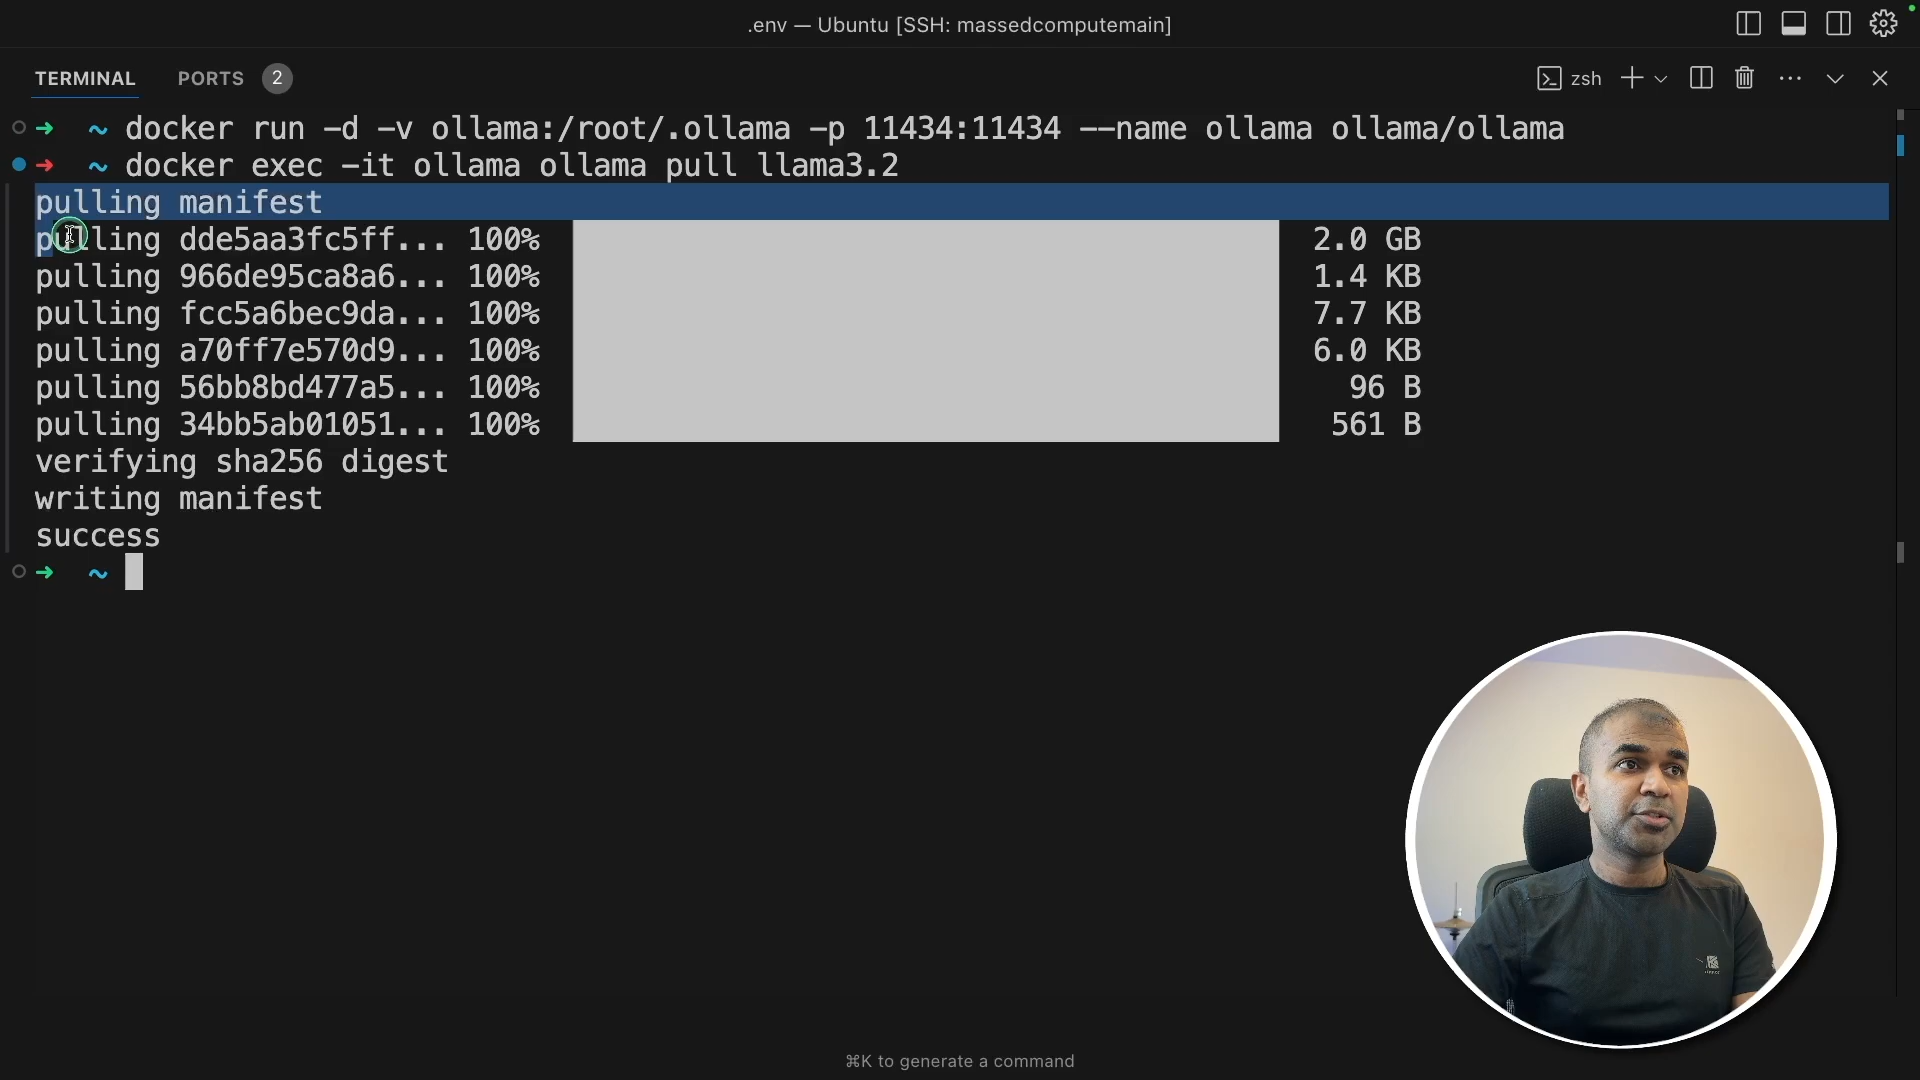 .env — Ubuntu [SSH: massedcomputemain]
TERMINAL PORTS 2 zsh
~ docker run -d -v ollama:/root/.ollama -p 11434:11434 --name ollama ollama/ollama
~ docker exec -it ollama ollama pull llama3.2
pulling manifest
pulling dde5aa3fc5ff... 100% 2.0 GB
pulling 966de95ca8a6... 100% 1.4 KB
pulling fcc5a6bec9da... 100% 7.7 KB
pulling a70ff7e570d9... 100% 6.0 KB
pulling 56bb8bd477a5... 100% 96 B
pulling 34bb5ab01051... 100% 561 B
verifying sha256 digest
writing manifest
success
~
⌘K to generate a command